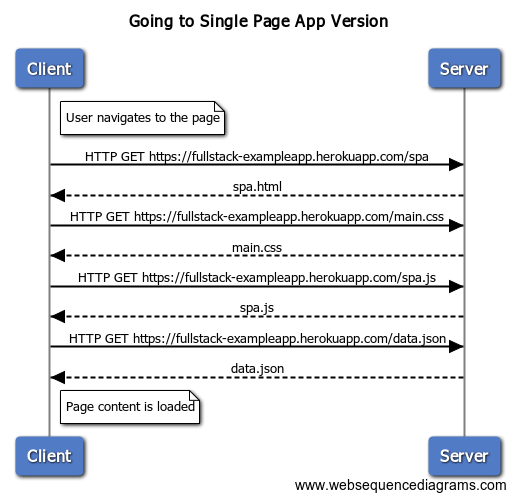 Going to Single Page App Version
Client
Server
User navigates to the page
HTTP GET https://fullstack-exampleapp.herokuapp.com/spa
spa.html
HTTP GET https://fullstack-exampleapp.herokuapp.com/main.css
main.css
HTTP GET https://fullstack-exampleapp.herokuapp.com/spa.js
spa.js
HTTP GET https://fullstack-exampleapp.herokuapp.com/data.json
data.json
Page content is loaded
Client
Server
www.websequencediagrams.com